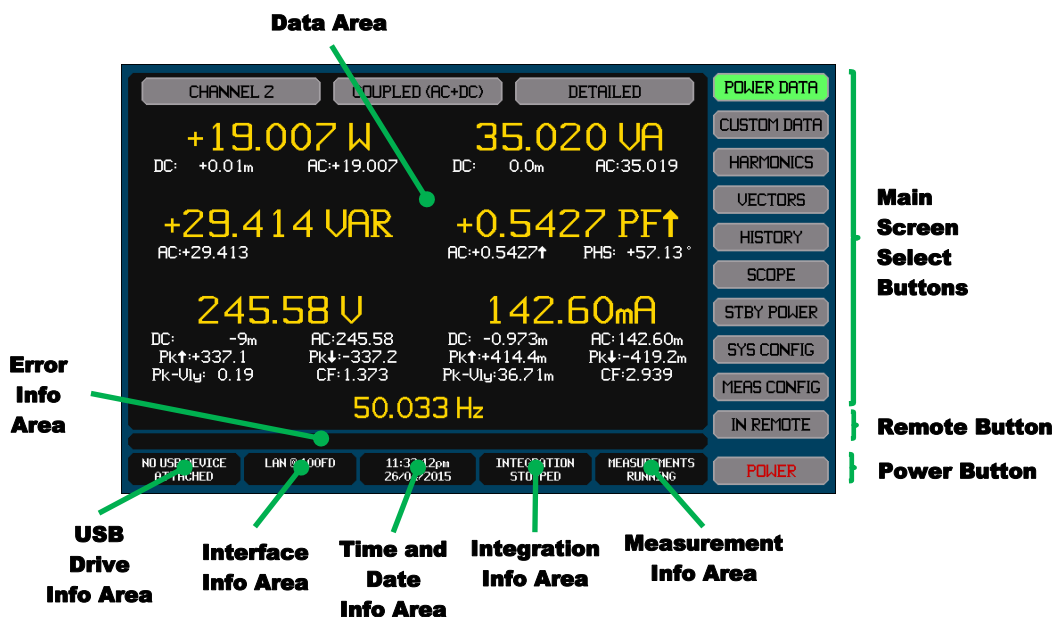 Data Area
CHANNEL 2
COUPLED (AC+DC)
DETAILED
+19.007 W
DC: +0.01m AC:+19.007
35.020 VA
DC: 0.0m AC:35.019
+29.414 VAR
AC:+29.413
+0.5427 PF↑
AC:+0.5427↑ PHS: +57.13°
245.58 V
DC: -9m AC:245.58
Pk↑:+337.1 Pk↓:-337.2
Pk-Vly: 0.19 CF:1.373
142.60mA
DC: -0.973m AC:142.60m
Pk↑:+414.4m Pk↓:-419.2m
Pk-Vly:36.71m CF:2.939
50.033 Hz
NO USB DEVICE
ATTACHED
LAN @ 100FD
INTEGRATION
STOPPED
MEASUREMENTS
RUNNING
POWER DATA
CUSTOM DATA
HARMONICS
VECTORS
HISTORY
SCOPE
STBY POWER
SYS CONFIG
MEAS CONFIG
IN REMOTE
POWER
Main
Screen
Select
Buttons
Remote Button
Power Button
Error
Info
Area
USB
Drive
Info Area
Interface
Info Area
Time and
Date
Info Area
Integration
Info Area
Measurement
Info Area